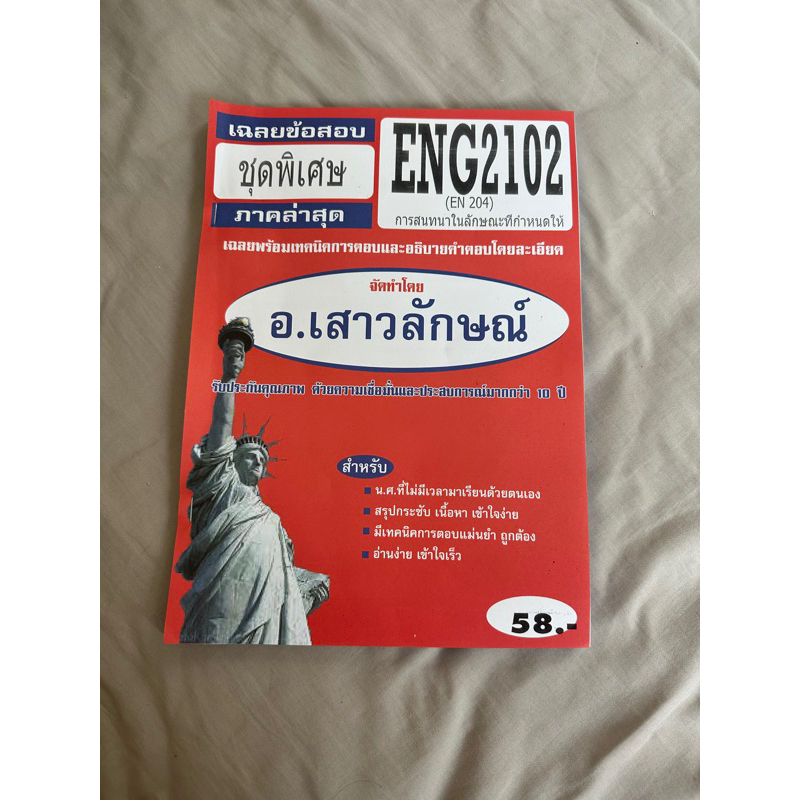 เฉลยข้อสอบ
ชุดพิเศษ
ภาคล่าสุด
ENG2102
(EN 204)
การสนทนาในลักษณะที่กำหนดให้
เฉลยพร้อมเทคนิคการตอบและอธิบายคำตอบโดยละเอียด
จัดทำโดย
อ.เสาวลักษณ์
รับประกันคุณภาพ ด้วยความเชื่อมั่นและประสบการณ์มากกว่า 10 ปี
สำหรับ
น.ศ.ที่ไม่มีเวลามาเรียนด้วยตนเอง
สรุปกระชับ เนื้อหา เข้าใจง่าย
มีเทคนิคการตอบแม่นยำ ถูกต้อง
อ่านง่าย เข้าใจเร็ว
58.-